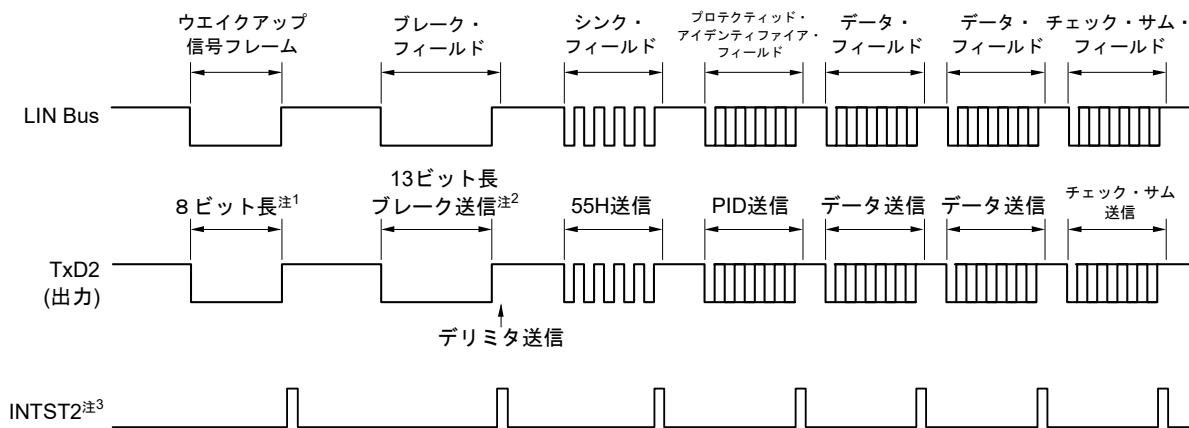 ウエイクアップ
信号フレーム
ブレーク・
フィールド
シンク・
フィールド
プロテクティッド・
アイデンティファイア・
フィールド
データ・
フィールド
データ・
フィールド
チェック・サム・
フィールド
LIN Bus
8 ビット長注1
13ビット長
ブレーク送信注2
55H送信
PID送信
データ送信
データ送信
チェック・サム
送信
TxD2
(出力)
デリミタ送信
INTST2注3